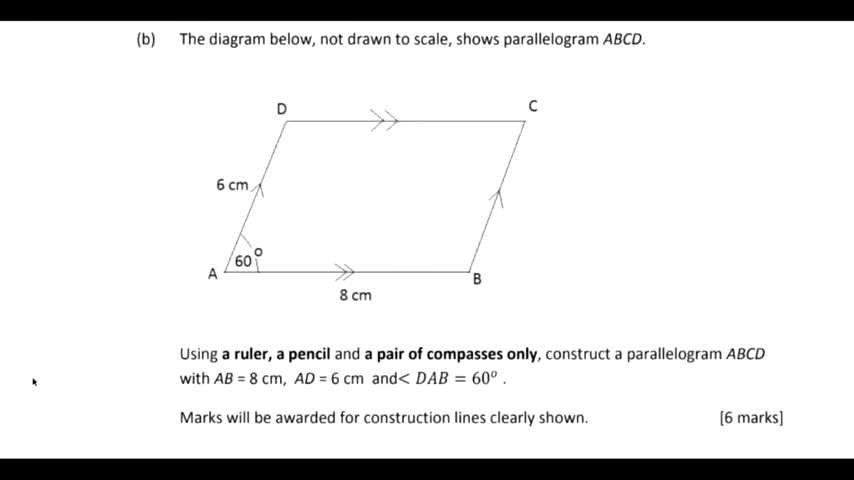 (b) The diagram below, not drawn to scale, shows parallelogram ABCD.
D
C
6 cm
60°
A
B
8 cm
Using a ruler, a pencil and a pair of compasses only, construct a parallelogram ABCD
with AB = 8 cm, AD = 6 cm and< DAB = 60° .
Marks will be awarded for construction lines clearly shown. [6 marks]